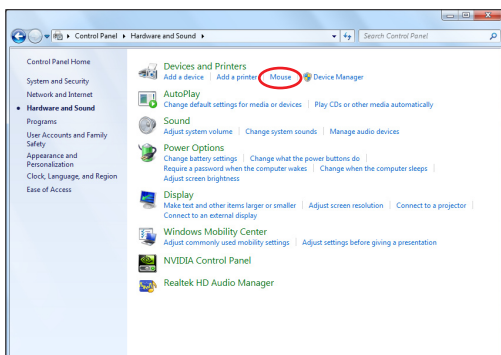 Control Panel ▸ Hardware and Sound ▸
Search Control Panel
Control Panel Home
System and Security
Network and Internet
Hardware and Sound
Programs
User Accounts and Family
Safety
Appearance and
Personalization
Clock, Language, and Region
Ease of Access
Devices and Printers
Add a device | Add a printer | Mouse | Device Manager
AutoPlay
Change default settings for media or devices | Play CDs or other media automatically
Sound
Adjust system volume | Change system sounds | Manage audio devices
Power Options
Change battery settings | Change what the power buttons do |
Require a password when the computer wakes | Change when the computer sleeps |
Adjust screen brightness
Display
Make text and other items larger or smaller | Adjust screen resolution | Connect to a projector |
Connect to an external display
Windows Mobility Center
Adjust commonly used mobility settings | Adjust settings before giving a presentation
NVIDIA Control Panel
Realtek HD Audio Manager